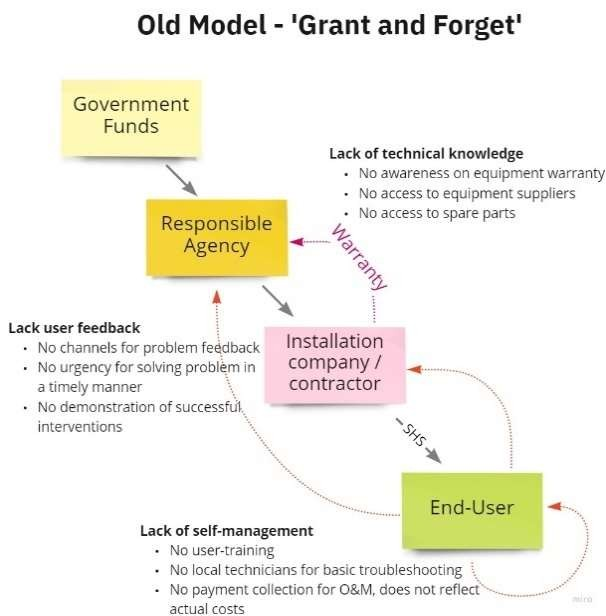 Old Model - 'Grant and Forget'
Government
Funds
Lack of technical knowledge
• No awareness on equipment warranty
• No access to equipment suppliers
• No access to spare parts
Responsible
Agency
Warranty
Lack user feedback
• No channels for problem feedback
• No urgency for solving problem in
a timely manner
• No demonstration of successful
interventions
Installation
company /
contractor
SHS
End-User
Lack of self-management
• No user-training
• No local technicians for basic troubleshooting
• No payment collection for O&M, does not reflect
actual costs
miro